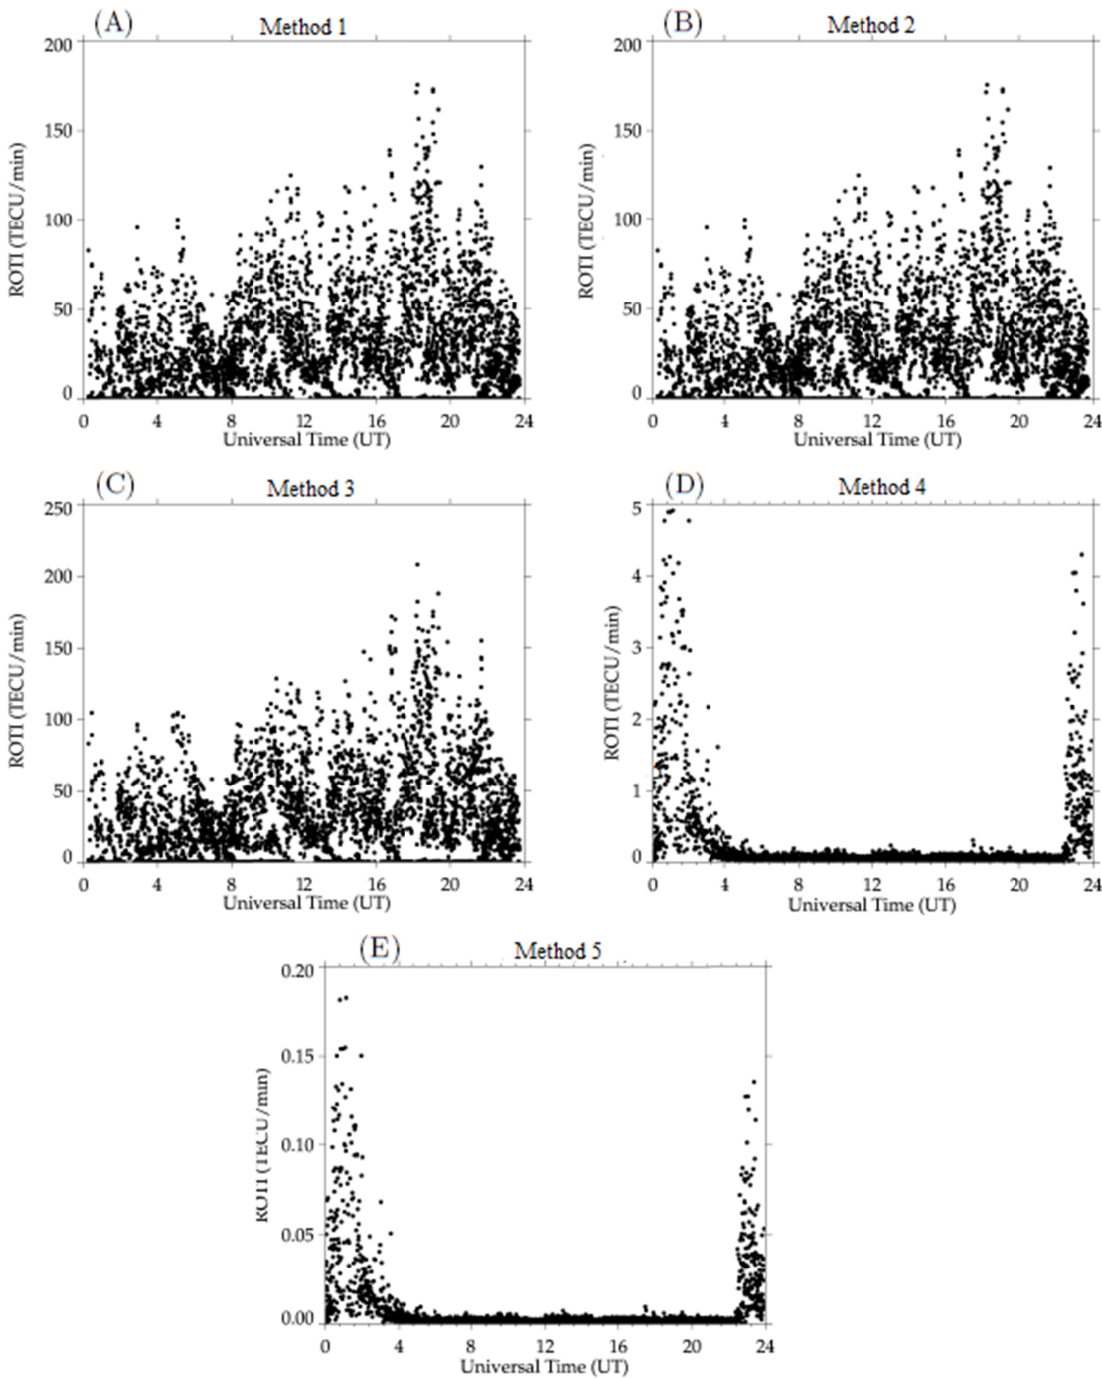 (A) Method 1 (B) Method 2
200 200
150 150
100 100
50 50
0 0
ROTI (TECU/min) ROTI (TECU/min)
0 4 8 12 16 20 24 0 4 8 12 16 20 24
Universal Time (UT) Universal Time (UT)
(C) Method 3 (D) Method 4
250 5
200 4
150 3
100 2
50 1
0 0
ROTI (TECU/min) ROTI (TECU/min)
0 4 8 12 16 20 24 0 4 8 12 16 20 24
Universal Time (UT) Universal Time (UT)
(E) Method 5
0.20
0.15
0.10
0.05
0.00
ROTI (TECU/min)
0 4 8 12 16 20 24
Universal Time (UT)